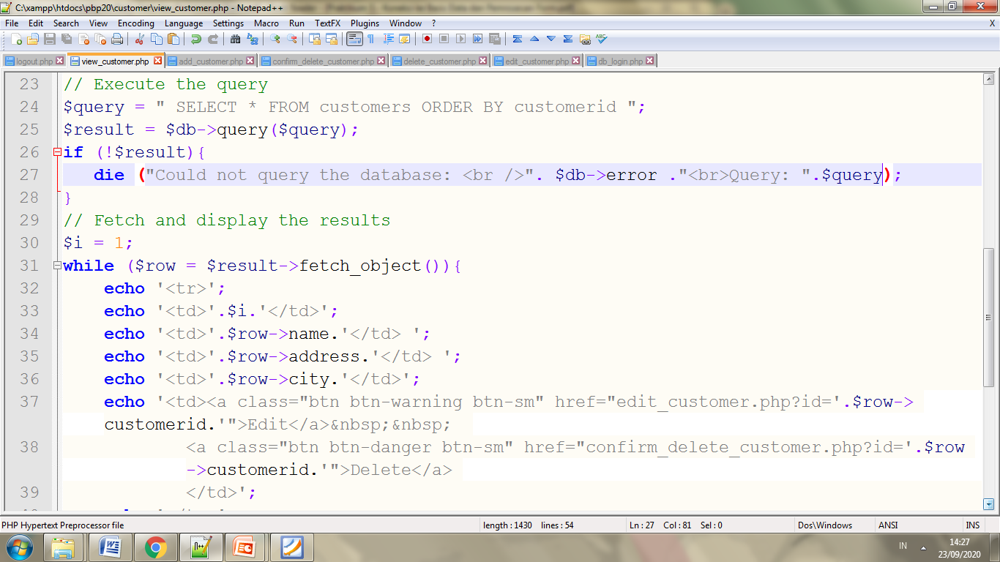 C:\xampp\htdocs\pbp20\customer\view_customer.php - Notepad++
File Edit Search View Encoding Language Settings Macro Run TextFX Plugins Window ? X
logout.php view_customer.php add_customer.php confirm_delete_customer.php delete_customer.php edit_customer.php db_login.php
23 // Execute the query
24 $query = " SELECT * FROM customers ORDER BY customerid ";
25 $result = $db->query($query);
26 if (!$result){
27 die ("Could not query the database: <br />". $db->error ."<br>Query: ".$query);
28 }
29 // Fetch and display the results
30 $i = 1;
31 while ($row = $result->fetch_object()){
32 echo '<tr>';
33 echo '<td>'.$i.'</td>';
34 echo '<td>'.$row->name.'</td> ';
35 echo '<td>'.$row->address.'</td> ';
36 echo '<td>'.$row->city.'</td>';
37 echo '<td><a class="btn btn-warning btn-sm" href="edit_customer.php?id='.$row->
customerid.'">Edit</a>&nbsp;&nbsp;
38 <a class="btn btn-danger btn-sm" href="confirm_delete_customer.php?id='.$row
->customerid.'">Delete</a>
39 </td>';
PHP Hypertext Preprocessor file length : 1430 lines : 54 Ln : 27 Col : 81 Sel : 0 Dos\Windows ANSI INS
IN 14:27
23/09/2020